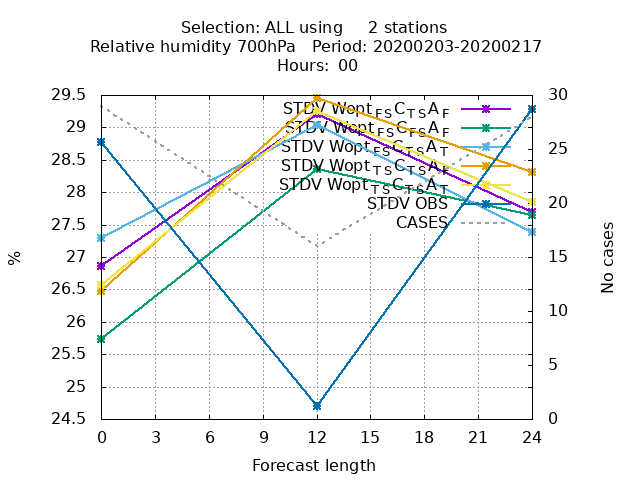 Selection: ALL using 2 stations
Relative humidity 700hPa Period: 20200203-20200217
Hours: 00
STDV Wopt_FS C_TS A_F
STDV Wopt_FS C_FS A_F
STDV Wopt_FS C_TS A_T
STDV Wopt_TS C_TS A_F
STDV Wopt_TS C_TS A_T
STDV OBS
CASES
29.5
29
28.5
28
27.5
27
26.5
26
25.5
25
24.5
%
30
25
20
15
10
5
0
No cases
0 3 6 9 12 15 18 21 24
Forecast length